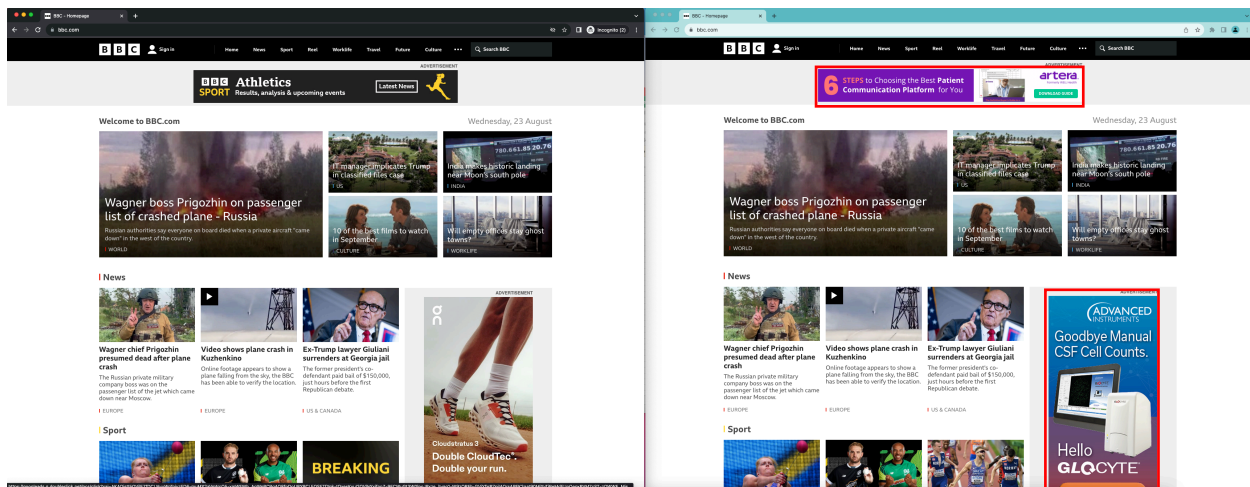 BBC - Homepage
bbc.com
Incognito (2)
BBC
Sign in
Home News Sport Reel Worklife Travel Future Culture
Search BBC
ADVERTISEMENT
BBC
SPORT
Athletics
Results, analysis & upcoming events
Latest News
Welcome to BBC.com
Wednesday, 23 August
Wagner boss Prigozhin on passenger
list of crashed plane - Russia
Russian authorities say everyone on board died when a private aircraft "came
down" in the west of the country.
WORLD
IT manager implicates Trump
in classified files case
US
780.661.85 20.76
India makes historic landing
near Moon's south pole
INDIA
10 of the best films to watch
in September
CULTURE
Will empty offices stay ghost
towns?
WORKLIFE
News
Wagner chief Prigozhin
presumed dead after plane
crash
The Russian private military
company boss was on the
passenger list of the jet which came
down near Moscow.
EUROPE
Video shows plane crash in
Kuzhenkino
Online footage appears to show a
plane falling from the sky, the BBC
has been able to verify the location.
EUROPE
Ex-Trump lawyer Giuliani
surrenders at Georgia jail
The former president's co-
defendant paid bail of $150,000,
just hours before the first
Republican debate.
US & CANADA
ADVERTISEMENT
on
Cloudstratus 3
Double CloudTec®.
Double your run.
Sport
BREAKING
BBC - Homepage
bbc.com
BBC
Sign in
Home News Sport Reel Worklife Travel Future Culture
Search BBC
ADVERTISEMENT
6 STEPS to Choosing the Best Patient
Communication Platform for You
artera
DOWNLOAD GUIDE
Welcome to BBC.com
Wednesday, 23 August
Wagner boss Prigozhin on passenger
list of crashed plane - Russia
Russian authorities say everyone on board died when a private aircraft "came
down" in the west of the country.
WORLD
IT manager implicates Trump
in classified files case
US
780.661.85 20.76
India makes historic landing
near Moon's south pole
INDIA
10 of the best films to watch
in September
CULTURE
Will empty offices stay ghost
towns?
WORKLIFE
News
Wagner chief Prigozhin
presumed dead after plane
crash
The Russian private military
company boss was on the
passenger list of the jet which came
down near Moscow.
EUROPE
Video shows plane crash in
Kuzhenkino
Online footage appears to show a
plane falling from the sky, the BBC
has been able to verify the location.
EUROPE
Ex-Trump lawyer Giuliani
surrenders at Georgia jail
The former president's co-
defendant paid bail of $150,000,
just hours before the first
Republican debate.
US & CANADA
ADVERTISEMENT
ADVANCED
INSTRUMENTS
Goodbye Manual
CSF Cell Counts.
Hello
GLOCYTE
Sport